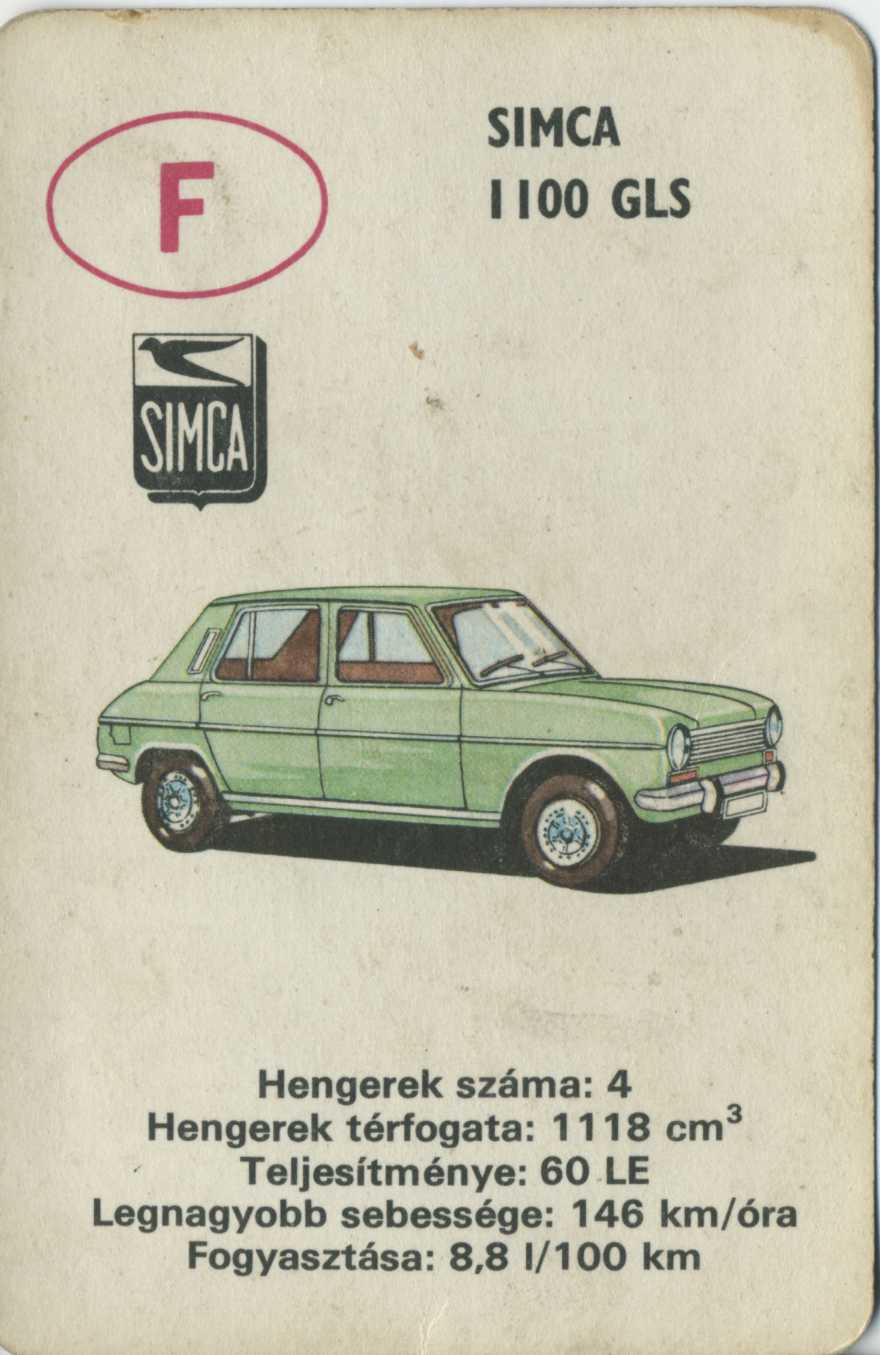 F
SIMCA
1100 GLS
SIMCA
Hengerek száma: 4
Hengerek térfogata: 1118 cm³
Teljesítménye: 60 LE
Legnagyobb sebessége: 146 km/óra
Fogyasztása: 8,8 l/100 km